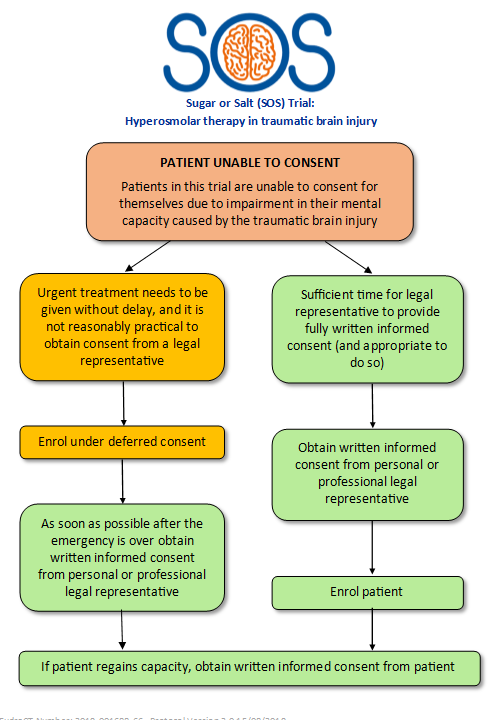 SOS
Sugar or Salt (SOS) Trial:
Hyperosmolar therapy in traumatic brain injury
PATIENT UNABLE TO CONSENT
Patients in this trial are unable to consent for
themselves due to impairment in their mental
capacity caused by the traumatic brain injury
Urgent treatment needs to be
given without delay, and it is
not reasonably practical to
obtain consent from a legal
representative
Sufficient time for legal
representative to provide
fully written informed
consent (and appropriate to
do so)
Enrol under deferred consent
Obtain written informed
consent from personal or
professional legal
representative
As soon as possible after the
emergency is over obtain
written informed consent
from personal or professional
legal representative
Enrol patient
If patient regains capacity, obtain written informed consent from patient